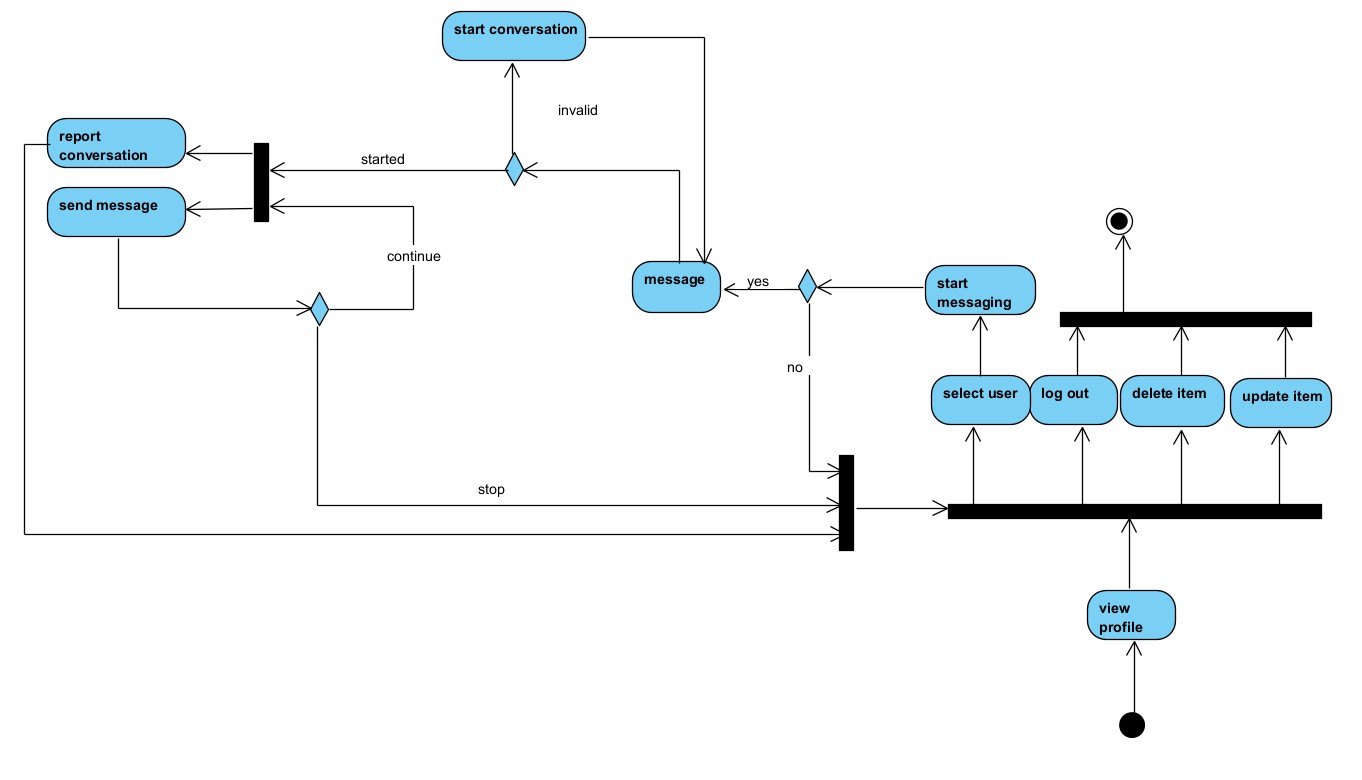 start conversation
invalid
report
conversation
started
send message
continue
message
yes
start
messaging
no
select user
log out
delete item
update item
stop
view
profile